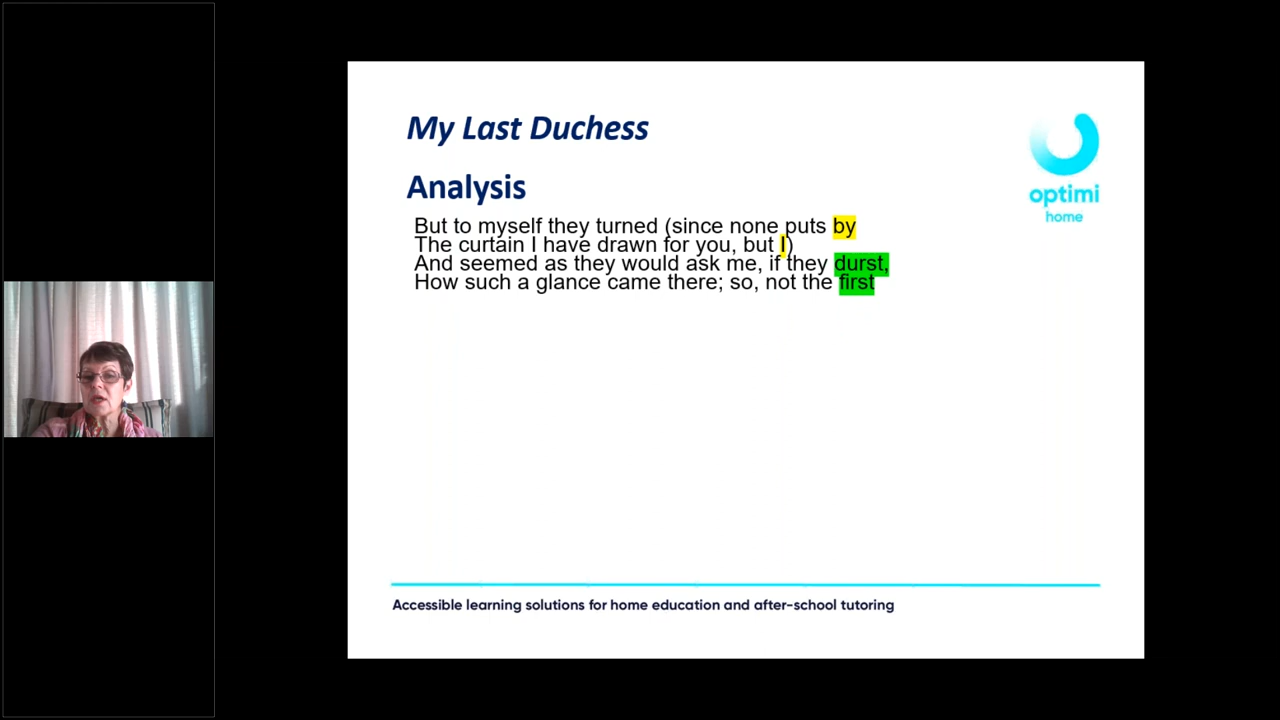 My Last Duchess
Analysis
But to myself they turned (since none puts by
The curtain I have drawn for you, but I)
And seemed as they would ask me, if they durst,
How such a glance came there; so, not the first
optimi
home
Accessible learning solutions for home education and after-school tutoring